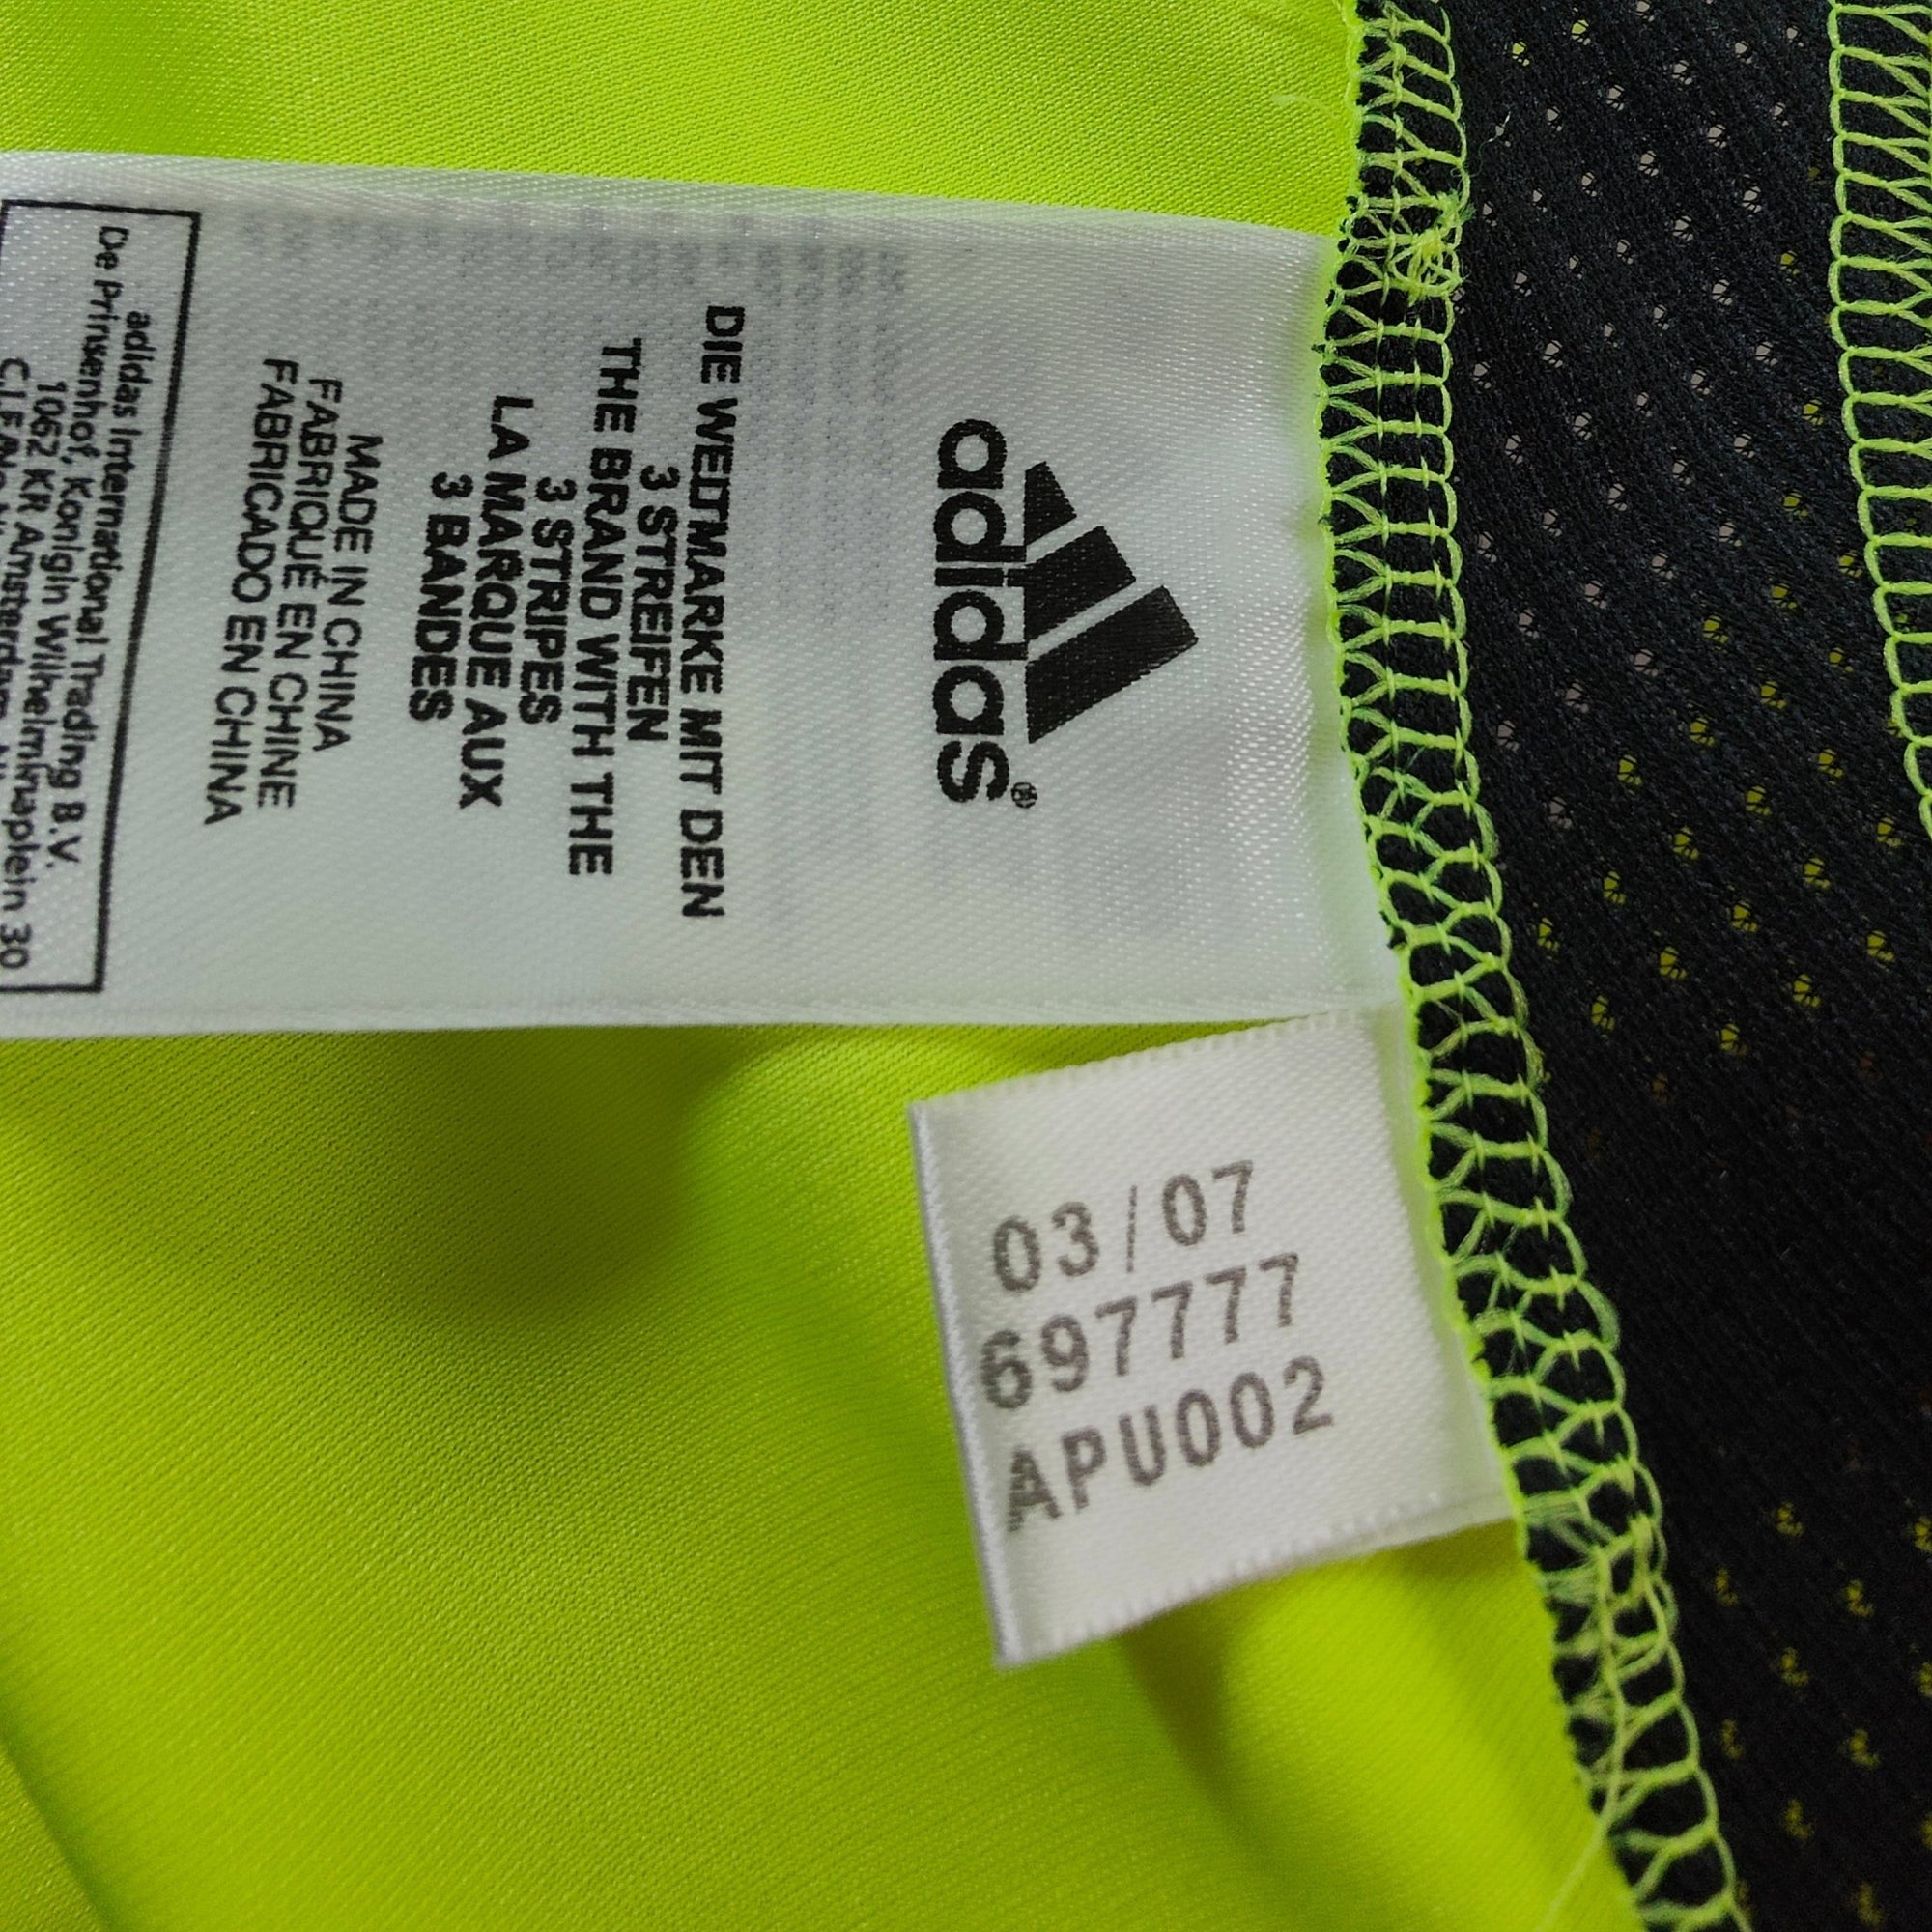 adidas®
DIE WELTMARKE MIT DEN
3 STREIFEN
THE BRAND WITH THE
3 STRIPES
LA MARQUE AUX
3 BANDES
MADE IN CHINA
FABRIQUÉ EN CHINE
FABRICADO EN CHINA
adidas International Trading B.V.
De Prinsenhof, Konigin Wilhelminaplein 30
1062 KR Amsterdam
03/07
697777
APU002